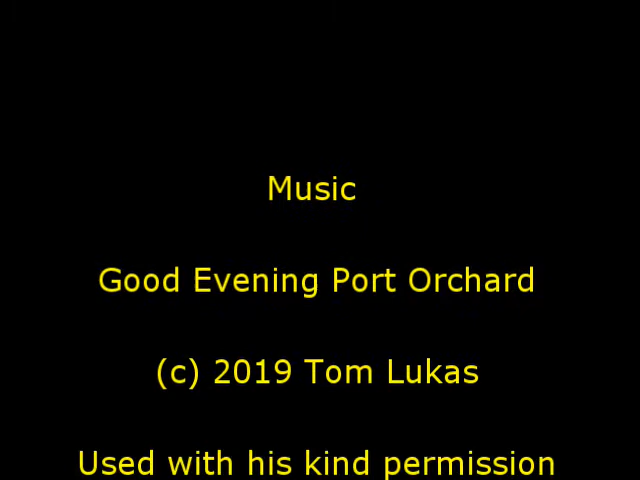 Music
Good Evening Port Orchard
(c) 2019 Tom Lukas
Used with his kind permission